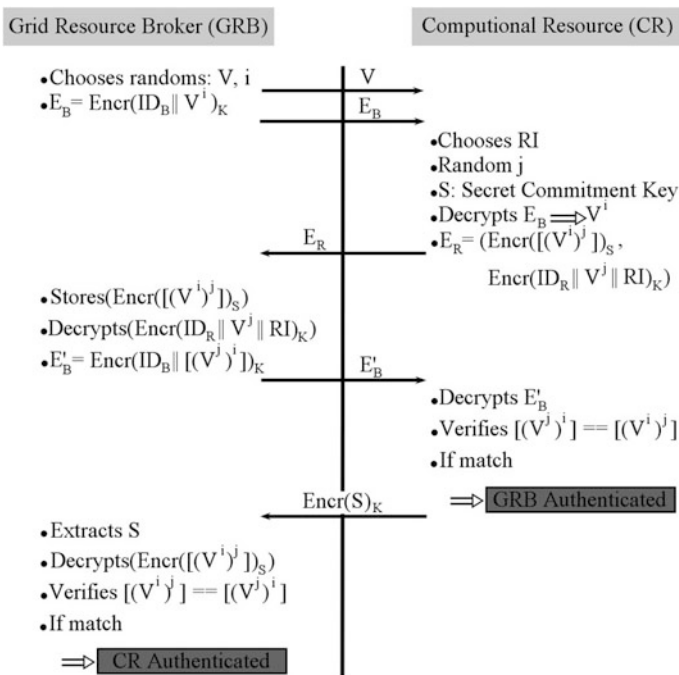 Grid Resource Broker (GRB)
Computional Resource (CR)
•Chooses randoms: V, i
V
•E_B= Encr(ID_B || V^i)_K
E_B
•Chooses RI
•Random j
•S: Secret Commitment Key
•Decrypts E_B ⟹V^i
E_R
•E_R= (Encr([(V^i)^j])_S ,
Encr(ID_R || V^j || RI)_K)
•Stores(Encr([(V^i)^j])_S)
•Decrypts(Encr(ID_R || V^j || RI)_K)
•E'_B= Encr(ID_B || [(V^j)^i])_K
E'_B
•Decrypts E'_B
•Verifies [(V^j)^i] == [(V^i)^j]
•If match
⟹ GRB Authenticated
Encr(S)_K
•Extracts S
•Decrypts(Encr([(V^i)^j])_S)
•Verifies [(V^i)^j] == [(V^j)^i]
•If match
⟹ CR Authenticated